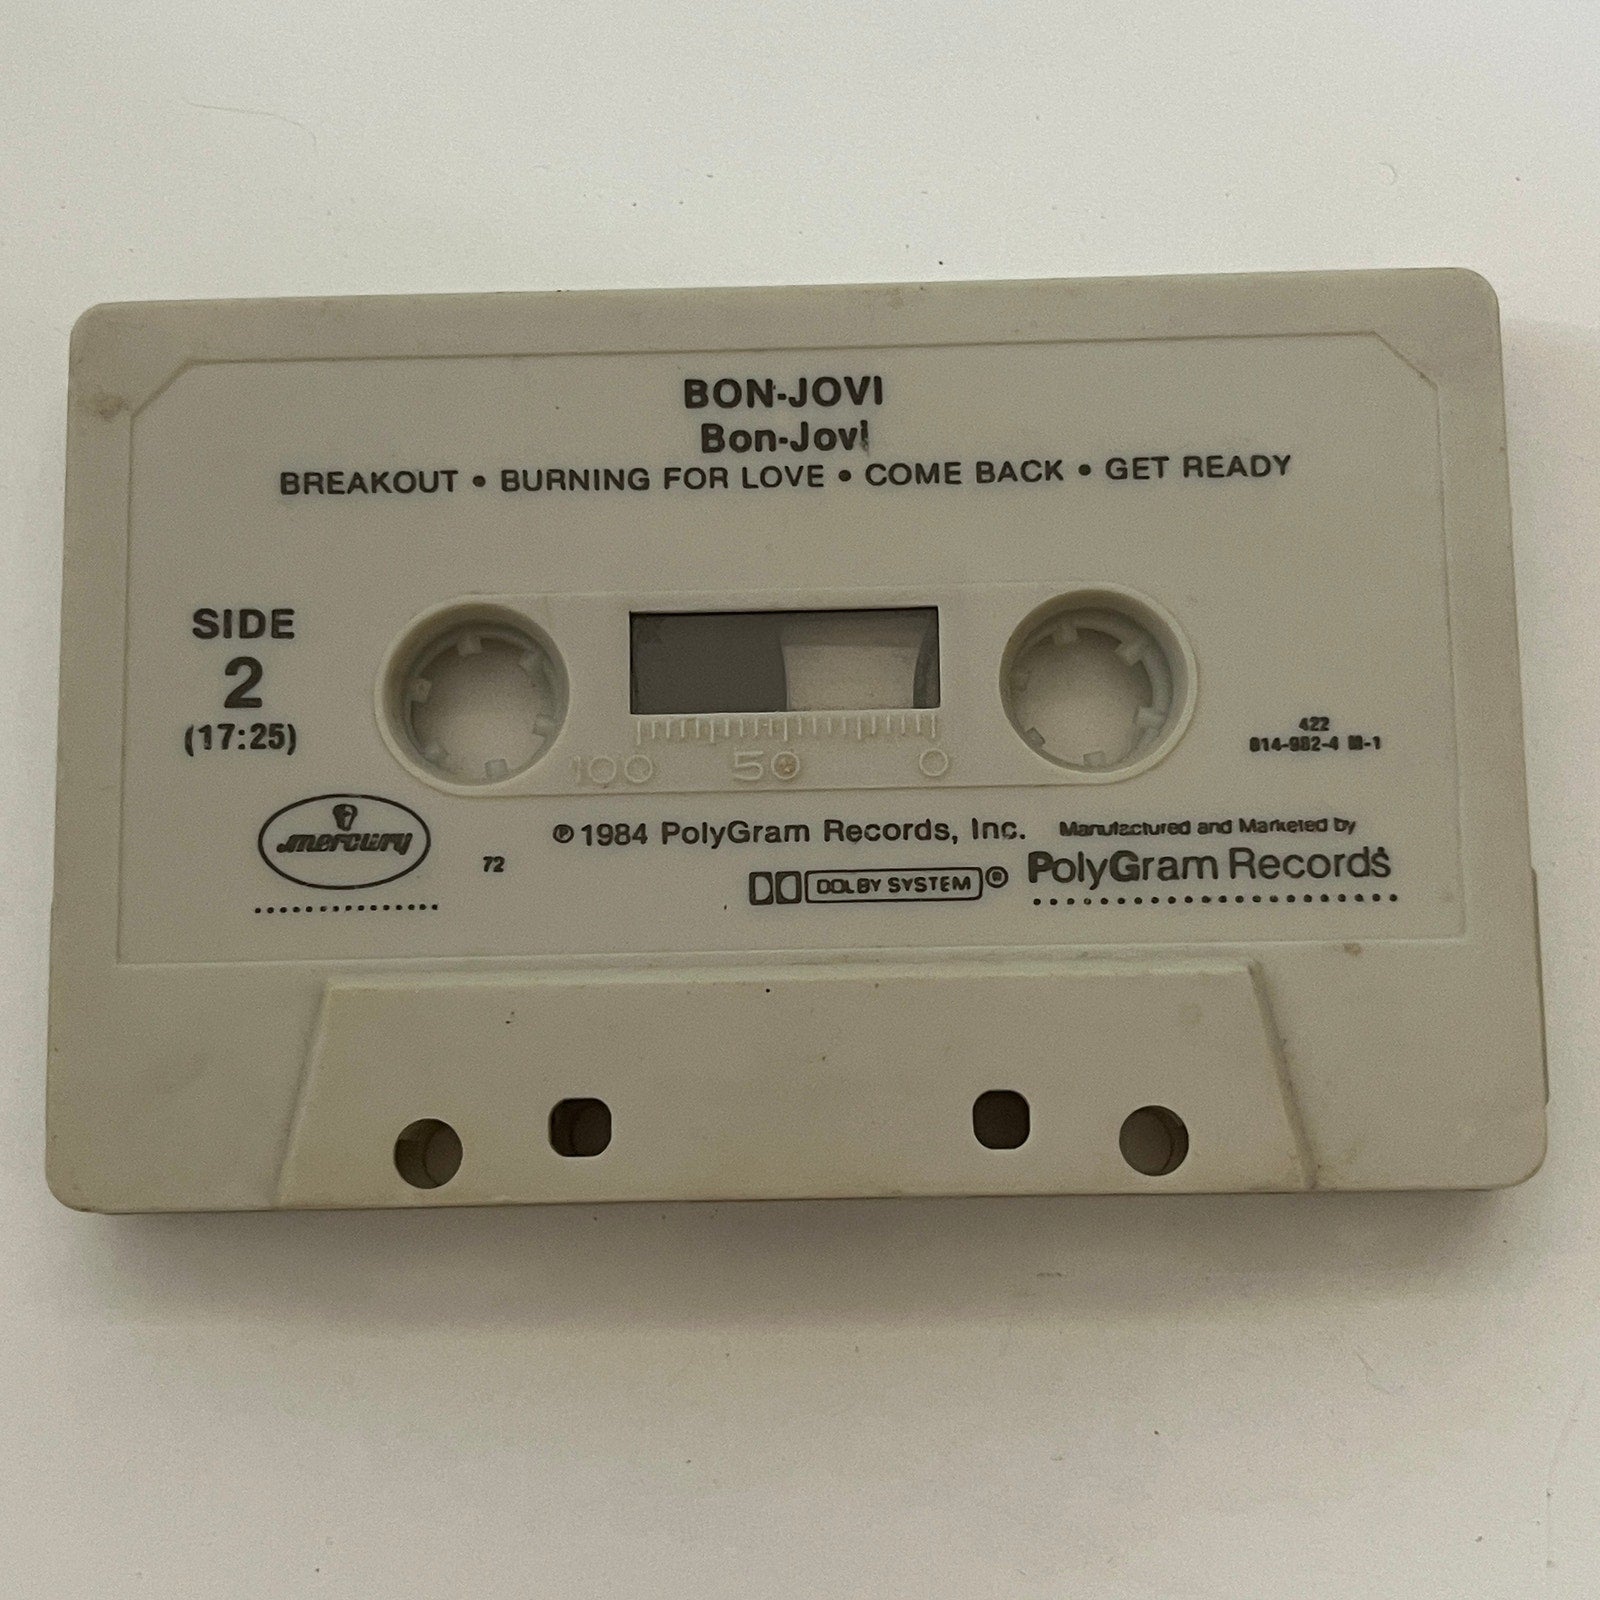 BON-JOVI
Bon-Jovi
BREAKOUT • BURNING FOR LOVE • COME BACK • GET READY
SIDE
2
(17:25)
100 50 0
422
814-982-4 M-1
mercury
72
℗ 1984 PolyGram Records, Inc.
DOLBY SYSTEM ®
Manufactured and Marketed by
PolyGram Records